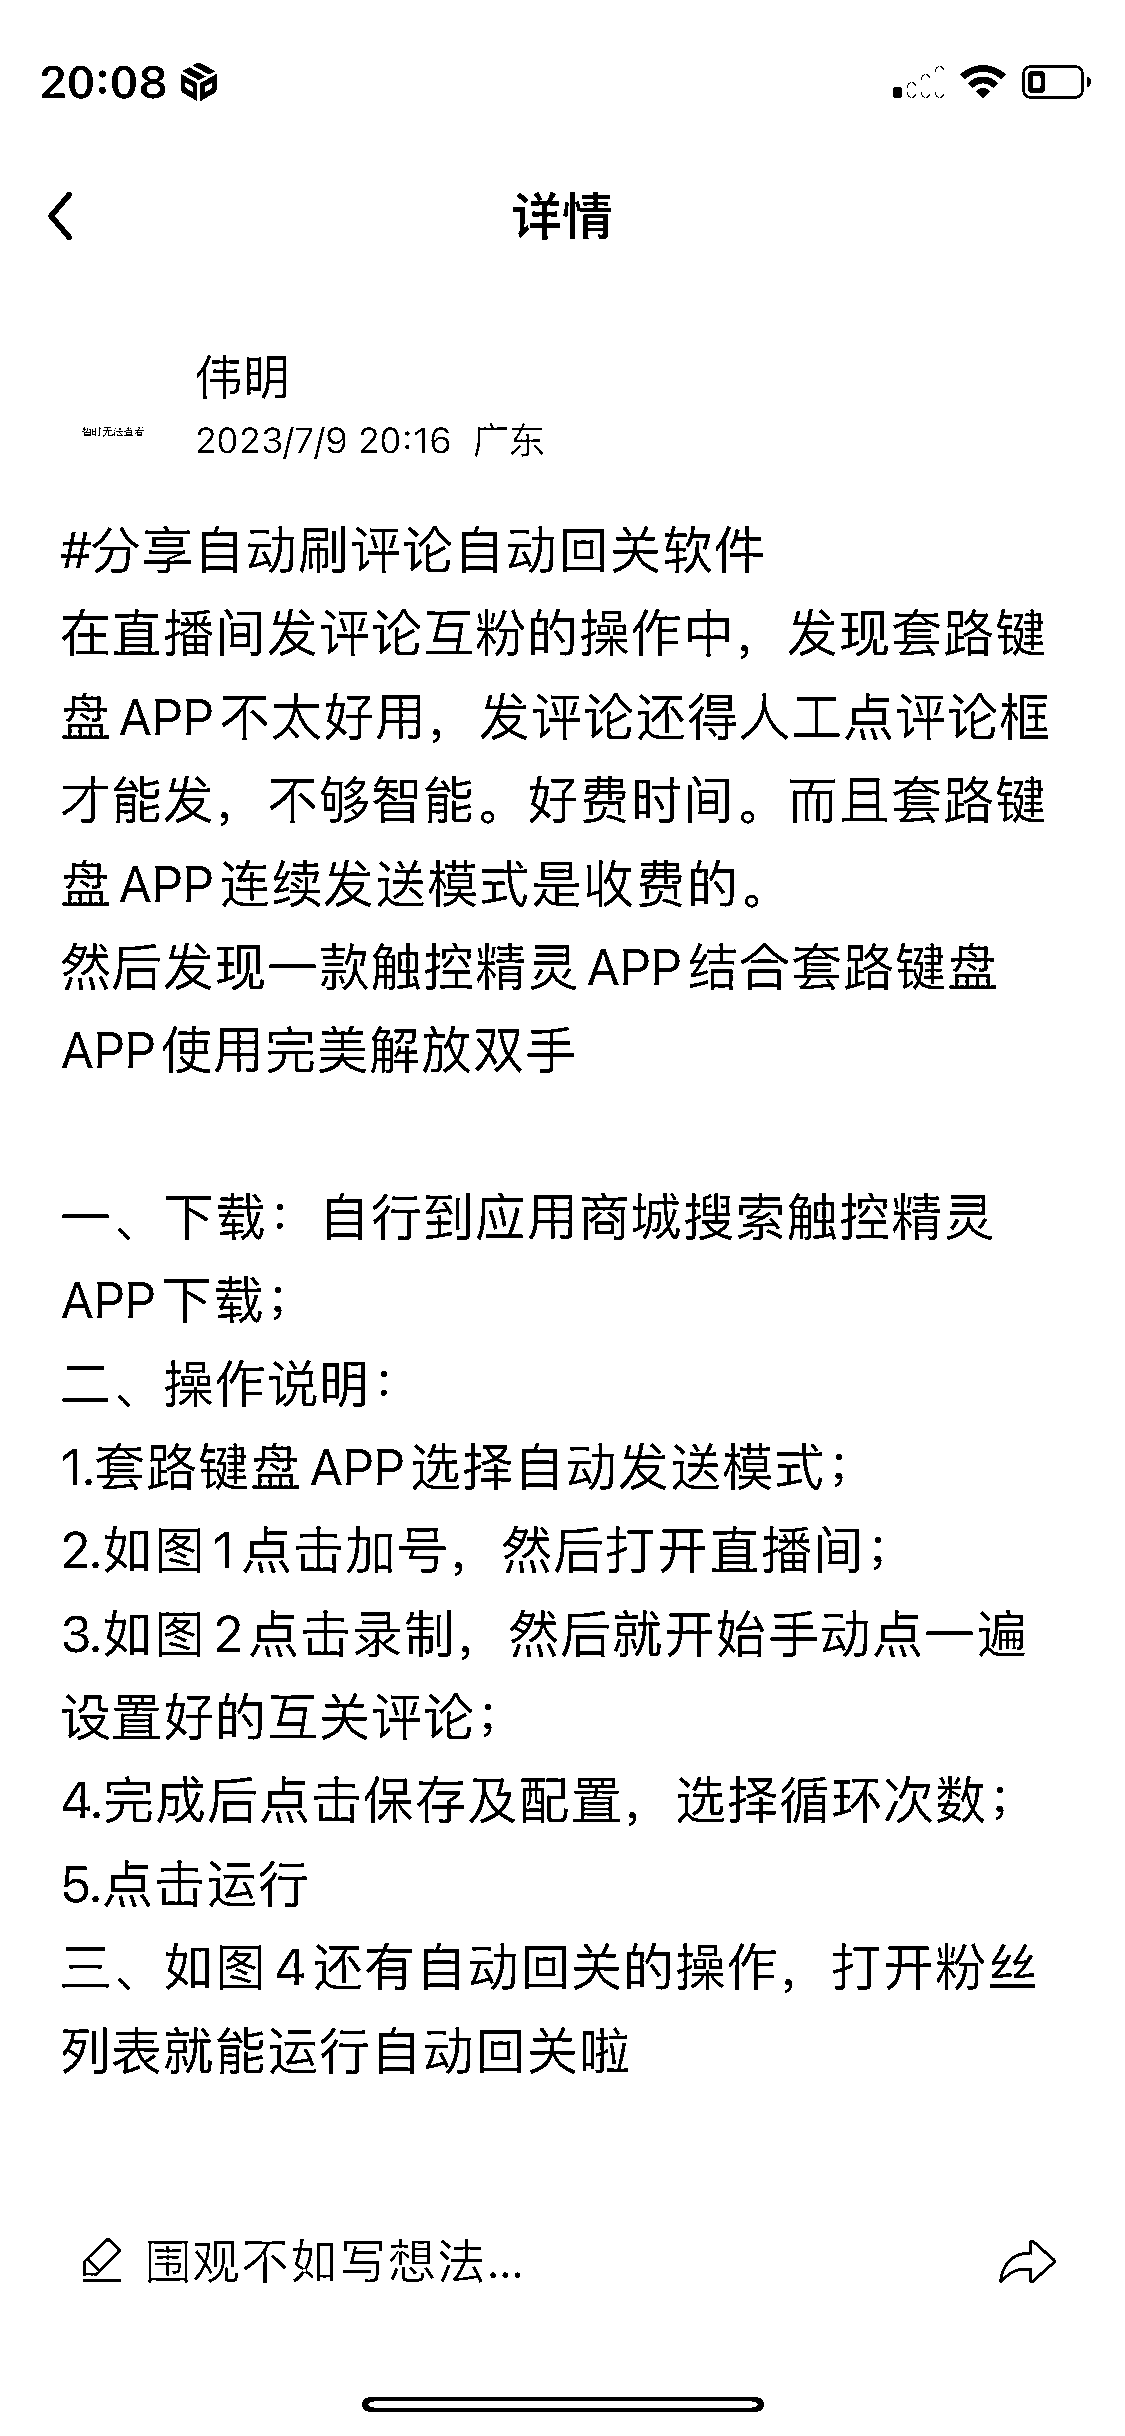 20:08
详情
伟明
暂时无法查看
2023/7/9 20:16 广东
#分享自动刷评论自动回关软件
在直播间发评论互粉的操作中，发现套路键
盘APP不太好用，发评论还得人工点评论框
才能发，不够智能。好费时间。而且套路键
盘APP连续发送模式是收费的。
然后发现一款触控精灵APP结合套路键盘
APP使用完美解放双手
一、下载：自行到应用商城搜索触控精灵
APP下载；
二、操作说明：
1.套路键盘APP选择自动发送模式；
2.如图1点击加号，然后打开直播间；
3.如图2点击录制，然后就开始手动点一遍
设置好的互关评论；
4.完成后点击保存及配置，选择循环次数；
5.点击运行
三、如图4还有自动回关的操作，打开粉丝
列表就能运行自动回关啦
围观不如写想法...